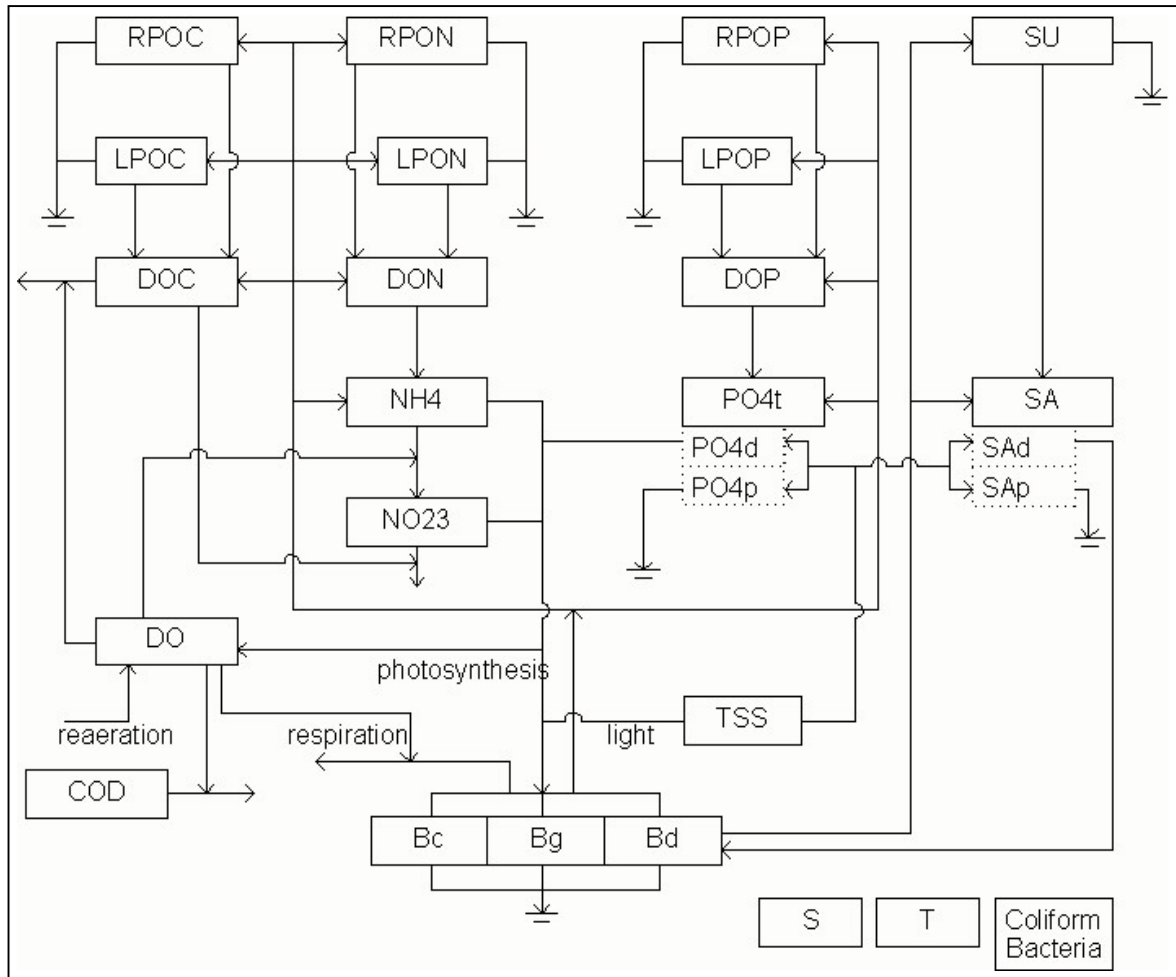 RPOC
RPON
RPOP
SU
LPOC
LPON
LPOP
DOC
DON
DOP
NH4
PO4t
SA
PO4d
SAd
PO4p
SAp
NO23
DO
photosynthesis
TSS
reaeration
respiration
light
COD
Bc
Bg
Bd
S
T
Coliform
Bacteria